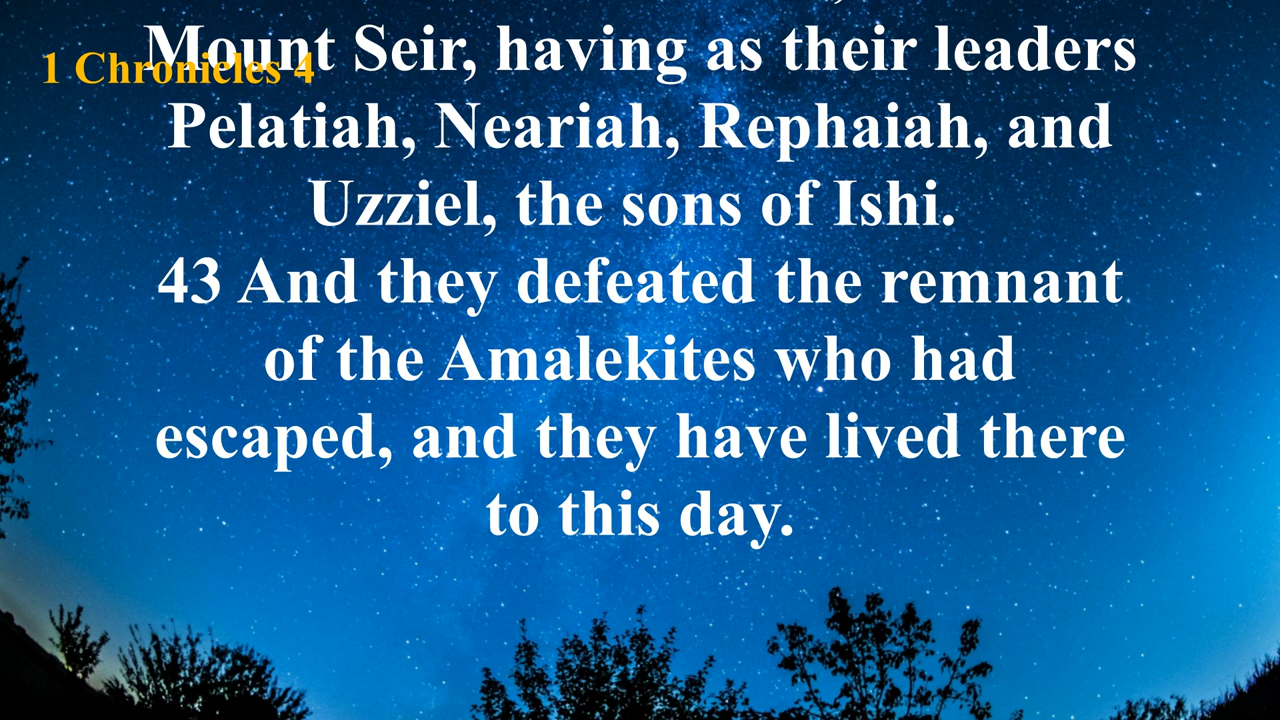 1 Chronicles 4
Mount Seir, having as their leaders
Pelatiah, Neariah, Rephaiah, and
Uzziel, the sons of Ishi.
43 And they defeated the remnant
of the Amalekites who had
escaped, and they have lived there
to this day.